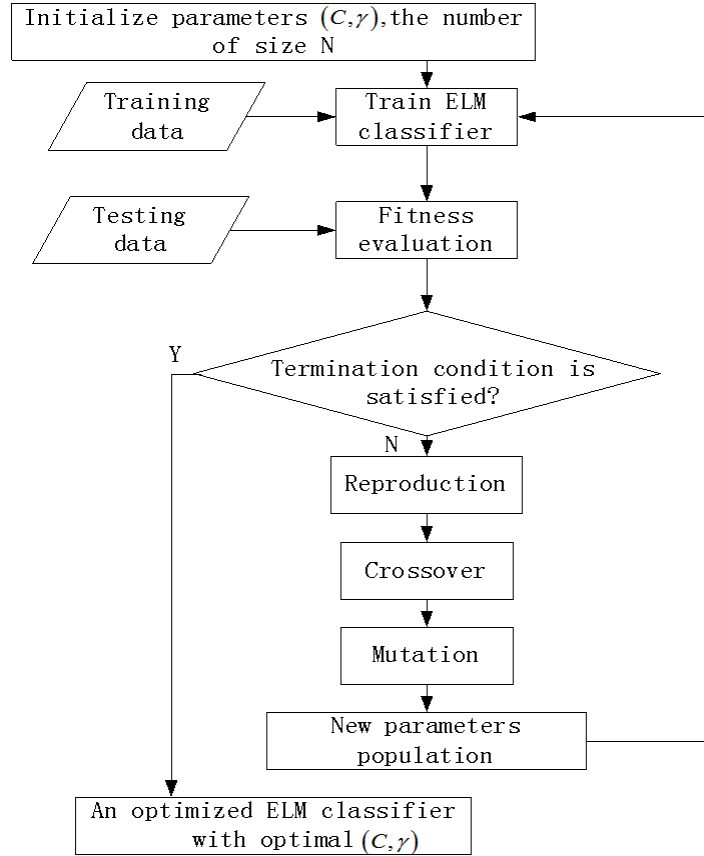 Initialize parameters (C,γ),the number
of size N
Training
data
Train ELM
classifier
Testing
data
Fitness
evaluation
Y
Termination condition is
satisfied?
N
Reproduction
Crossover
Mutation
New parameters
population
An optimized ELM classifier
with optimal (C,γ)